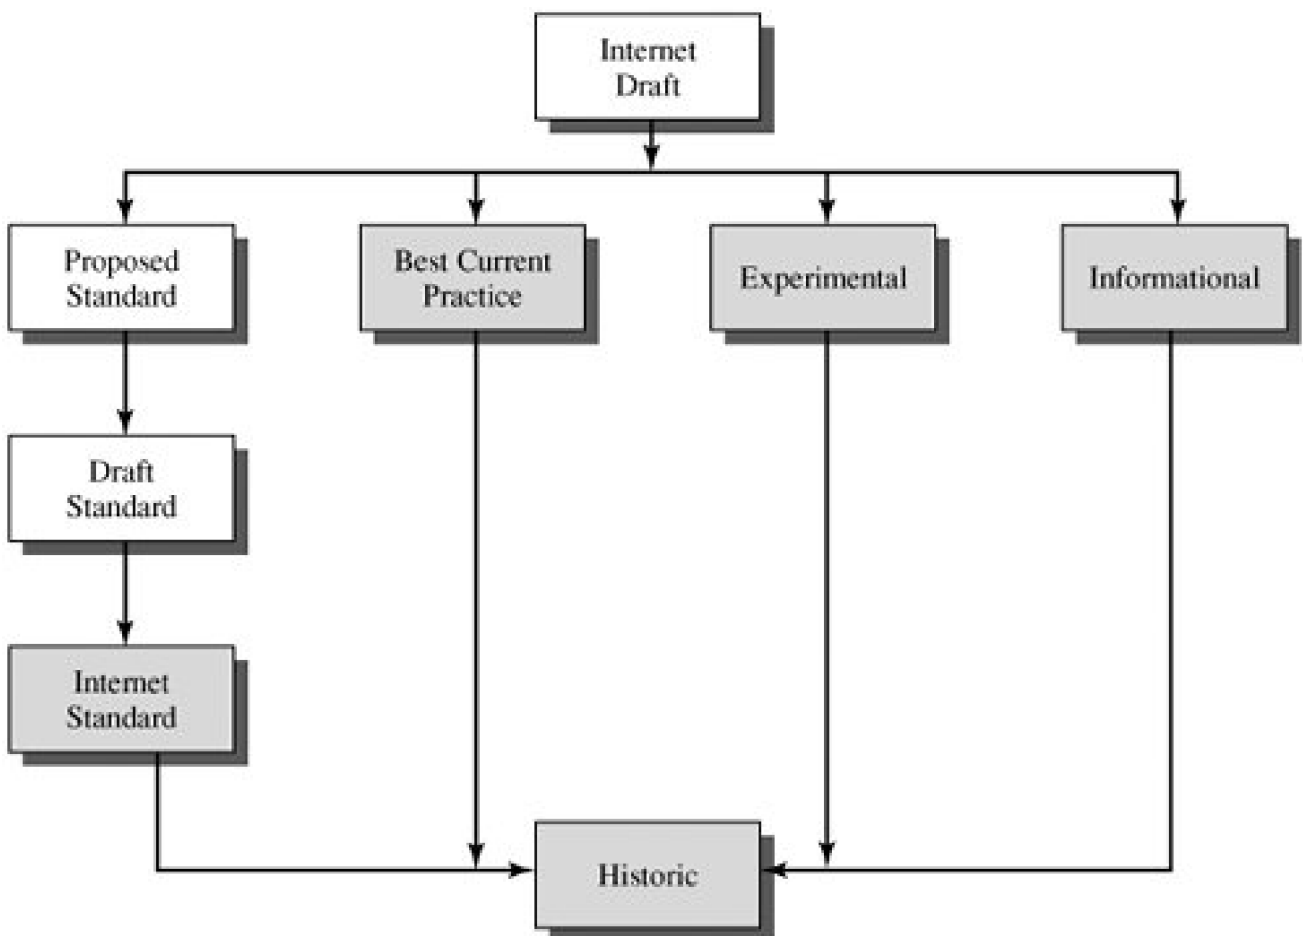 Internet
Draft
Proposed
Standard
Best Current
Practice
Experimental
Informational
Draft
Standard
Internet
Standard
Historic